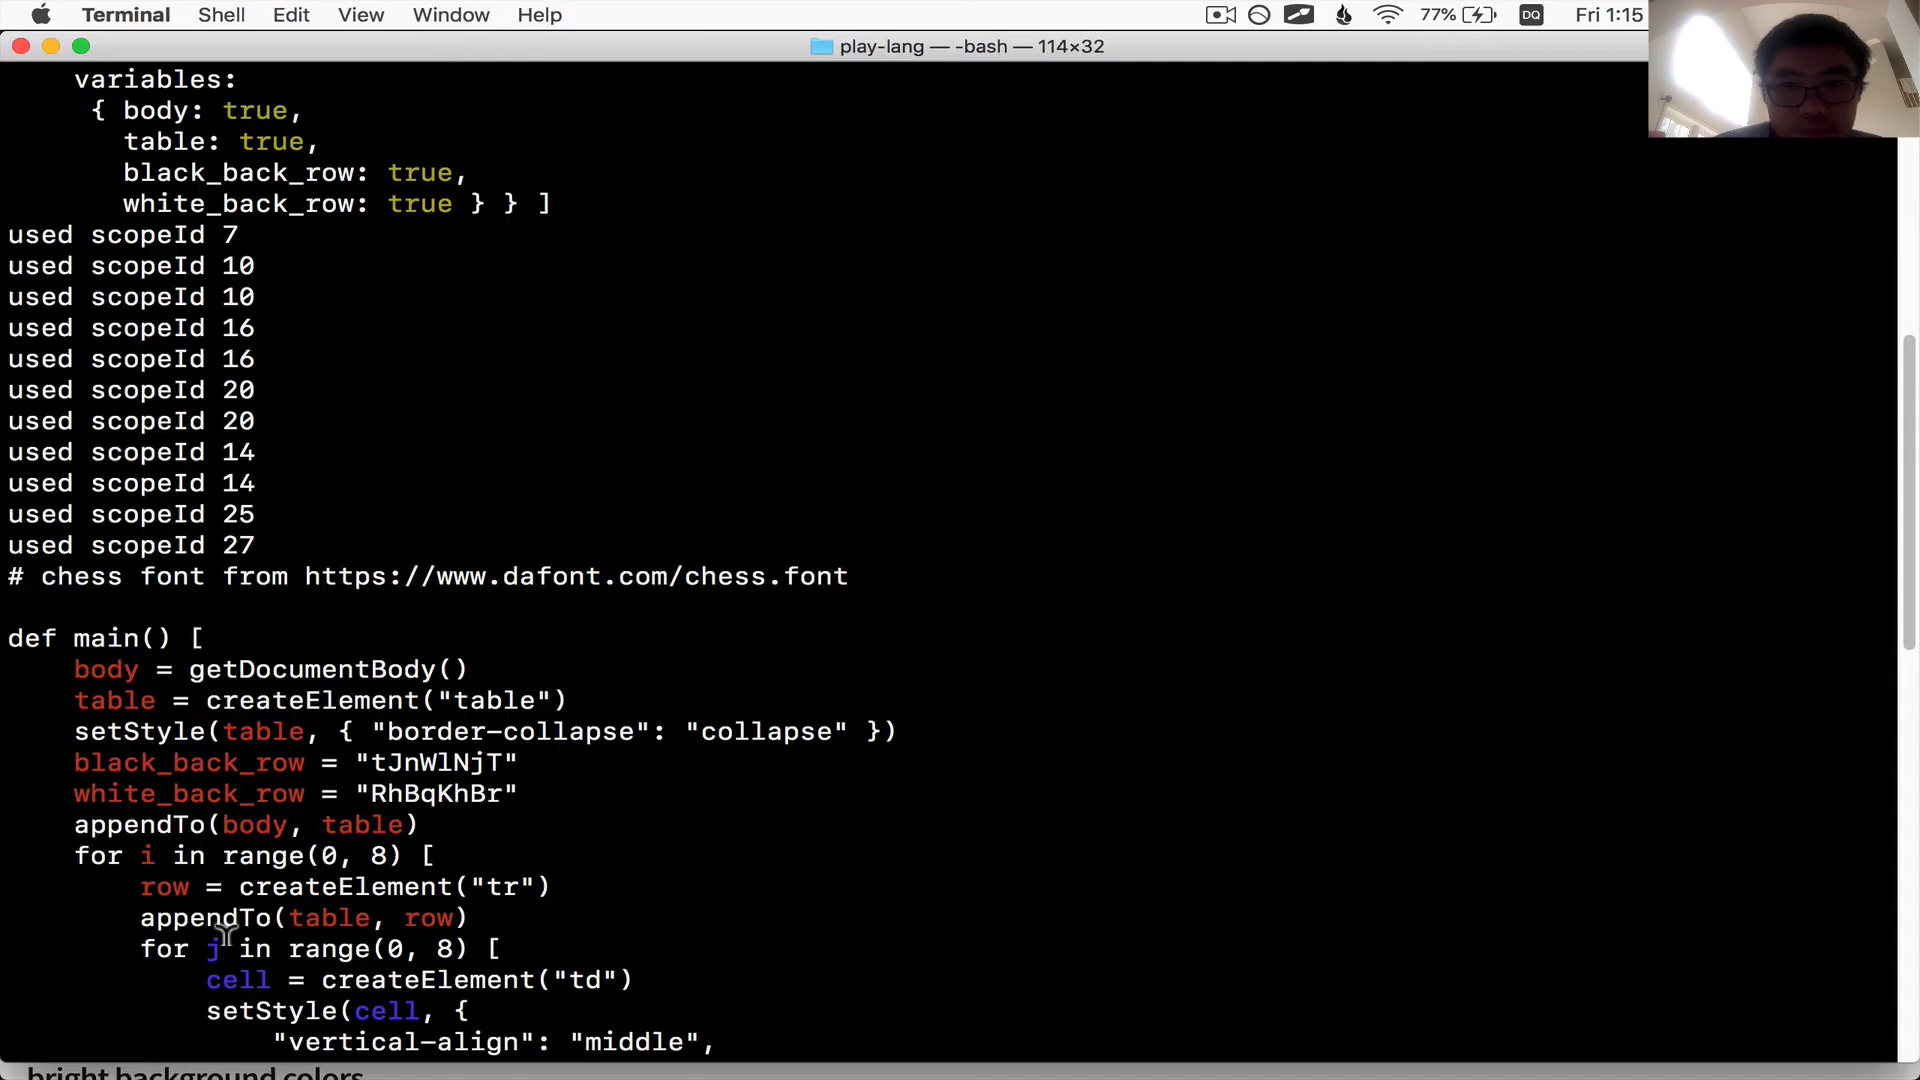 Terminal Shell Edit View Window Help 77% DQ Fri 1:15
play-lang — -bash — 114×32
variables:
{ body: true,
table: true,
black_back_row: true,
white_back_row: true } } ]
used scopeId 7
used scopeId 10
used scopeId 10
used scopeId 16
used scopeId 16
used scopeId 20
used scopeId 20
used scopeId 14
used scopeId 14
used scopeId 25
used scopeId 27
# chess font from https://www.dafont.com/chess.font
def main() [
body = getDocumentBody()
table = createElement("table")
setStyle(table, { "border-collapse": "collapse" })
black_back_row = "tJnWlNjT"
white_back_row = "RhBqKhBr"
appendTo(body, table)
for i in range(0, 8) [
row = createElement("tr")
appendTo(table, row)
for j in range(0, 8) [
cell = createElement("td")
setStyle(cell, {
"vertical-align": "middle",
bright background colors